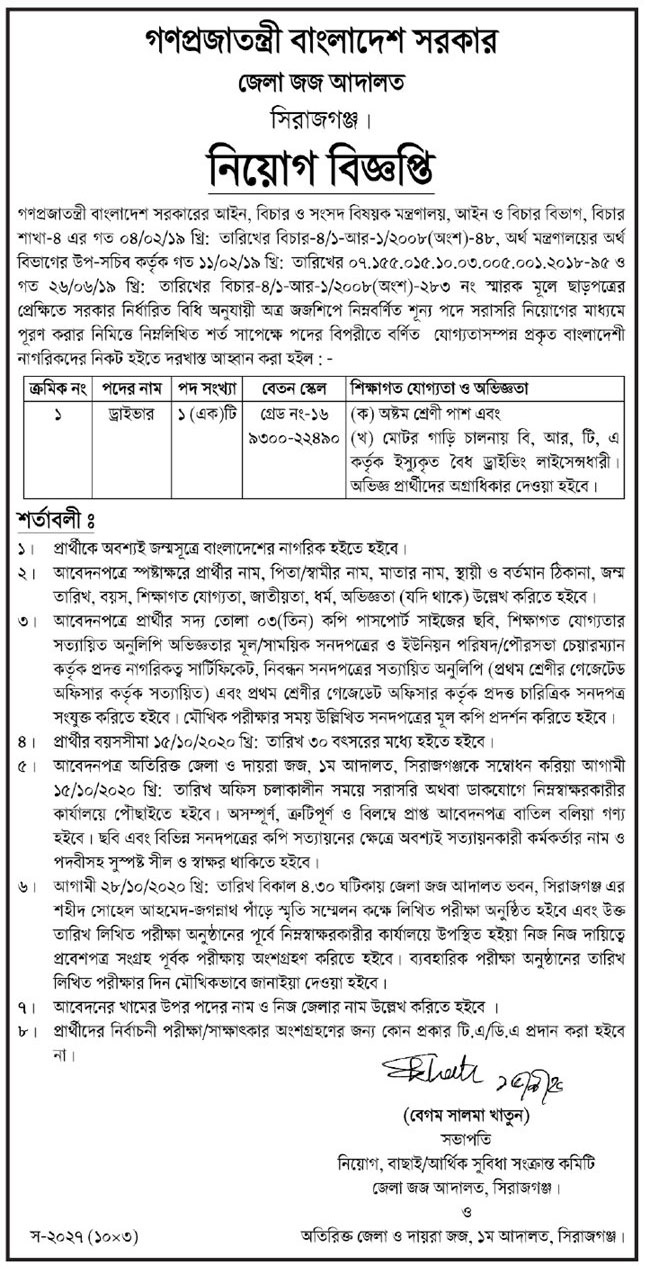 গণপ্রজাতন্ত্রী বাংলাদেশ সরকার
জেলা জজ আদালত
সিরাজগঞ্জ।
নিয়োগ বিজ্ঞপ্তি
গণপ্রজাতন্ত্রী বাংলাদেশ সরকারের আইন, বিচার ও সংসদ বিষয়ক মন্ত্রণালয়, আইন ও বিচার বিভাগ, বিচার
শাখা-৪ এর গত ০৪/০২/১৯ খ্রি: তারিখের বিচার-৪/১-আর-১/২০০৮(অংশ)-৪৮, অর্থ মন্ত্রণালয়ের অর্থ
বিভাগের উপ-সচিব কর্তৃক গত ১১/০২/১৯ খ্রি: তারিখের ০৭.১৫৫.০১৫.১০.০৩.০০৫.০০১.২০১৮-৯৫ ও
গত ২৬/০৬/১৯ খ্রি: তারিখের বিচার-৪/১-আর-১/২০০৮(অংশ)-২৮৩ নং স্মারক মূলে ছাড়পত্রের
প্রেক্ষিতে সরকার নির্ধারিত বিধি অনুযায়ী অত্র জজশিপে নিম্নবর্ণিত শূন্য পদে সরাসরি নিয়োগের মাধ্যমে
পূরণ করার নিমিত্তে নিম্নলিখিত শর্ত সাপেক্ষে পদের বিপরীতে বর্ণিত যোগ্যতাসম্পন্ন প্রকৃত বাংলাদেশী
নাগরিকদের নিকট হইতে দরখাস্ত আহ্বান করা হইল : -
ক্রমিক নং পদের নাম পদ সংখ্যা বেতন স্কেল শিক্ষাগত যোগ্যতা ও অভিজ্ঞতা
১ ড্রাইভার ১ (এক)টি গ্রেড নং-১৬ (ক) অষ্টম শ্রেণী পাশ এবং
৯৩০০-২২৪৯০ (খ) মোটর গাড়ি চালনায় বি, আর, টি, এ
কর্তৃক ইস্যুকৃত বৈধ ড্রাইভিং লাইসেন্সধারী।
অভিজ্ঞ প্রার্থীদের অগ্রাধিকার দেওয়া হইবে।
শর্তাবলী ঃ
১। প্রার্থীকে অবশ্যই জন্মসূত্রে বাংলাদেশের নাগরিক হইতে হইবে।
২। আবেদনপত্রে স্পষ্টাক্ষরে প্রার্থীর নাম, পিতা/স্বামীর নাম, মাতার নাম, স্থায়ী ও বর্তমান ঠিকানা, জন্ম
তারিখ, বয়স, শিক্ষাগত যোগ্যতা, জাতীয়তা, ধর্ম, অভিজ্ঞতা (যদি থাকে) উল্লেখ করিতে হইবে।
৩। আবেদনপত্রে প্রার্থীর সদ্য তোলা ০৩(তিন) কপি পাসপোর্ট সাইজের ছবি, শিক্ষাগত যোগ্যতার
সত্যায়িত অনুলিপি অভিজ্ঞতার মূল/সাময়িক সনদপত্রের ও ইউনিয়ন পরিষদ/পৌরসভা চেয়ারম্যান
কর্তৃক প্রদত্ত নাগরিকত্ব সার্টিফিকেট, নিবন্ধন সনদপত্রের সত্যায়িত অনুলিপি (প্রথম শ্রেণীর গেজেটেড
অফিসার কর্তৃক সত্যায়িত) এবং প্রথম শ্রেণীর গেজেডেট অফিসার কর্তৃক প্রদত্ত চারিত্রিক সনদপত্র
সংযুক্ত করিতে হইবে। মৌখিক পরীক্ষার সময় উল্লিখিত সনদপত্রের মূল কপি প্রদর্শন করিতে হইবে।
৪। প্রার্থীর বয়সসীমা ১৫/১০/২০২০ খ্রি: তারিখ ৩০ বৎসরের মধ্যে হইতে হইবে।
৫। আবেদনপত্র অতিরিক্ত জেলা ও দায়রা জজ, ১ম আদালত, সিরাজগঞ্জকে সম্বোধন করিয়া আগামী
১৫/১০/২০২০ খ্রি: তারিখ অফিস চলাকালীন সময়ে সরাসরি অথবা ডাকযোগে নিম্নস্বাক্ষরকারীর
কার্যালয়ে পৌছাইতে হইবে। অসম্পূর্ণ, ত্রুটিপূর্ণ ও বিলম্বে প্রাপ্ত আবেদনপত্র বাতিল বলিয়া গণ্য
হইবে। ছবি এবং বিভিন্ন সনদপত্রের কপি সত্যায়নের ক্ষেত্রে অবশ্যই সত্যায়নকারী কর্মকর্তার নাম ও
পদবীসহ সুস্পষ্ট সীল ও স্বাক্ষর থাকিতে হইবে।
৬। আগামী ২৮/১০/২০২০ খ্রি: তারিখ বিকাল ৪.৩০ ঘটিকায় জেলা জজ আদালত ভবন, সিরাজগঞ্জ এর
শহীদ সোহেল আহমেদ-জগন্নাথ পাঁড়ে স্মৃতি সম্মেলন কক্ষে লিখিত পরীক্ষা অনুষ্ঠিত হইবে এবং উক্ত
তারিখ লিখিত পরীক্ষা অনুষ্ঠানের পূর্বে নিম্নস্বাক্ষরকারীর কার্যালয়ে উপস্থিত হইয়া নিজ নিজ দায়িত্বে
প্রবেশপত্র সংগ্রহ পূর্বক পরীক্ষায় অংশগ্রহণ করিতে হইবে। ব্যবহারিক পরীক্ষা অনুষ্ঠানের তারিখ
লিখিত পরীক্ষার দিন মৌখিকভাবে জানাইয়া দেওয়া হইবে।
৭। আবেদনের খামের উপর পদের নাম ও নিজ জেলার নাম উল্লেখ করিতে হইবে ।
৮। প্রার্থীদের নির্বাচনী পরীক্ষা/সাক্ষাৎকার অংশগ্রহণের জন্য কোন প্রকার টি.এ/ডি.এ প্রদান করা হইবে
না।
(বেগম সালমা খাতুন)
সভাপতি
নিয়োগ, বাছাই/আর্থিক সুবিধা সংক্রান্ত কমিটি
জেলা জজ আদালত, সিরাজগঞ্জ।
ও
স-২০২৭ (১০×৩) অতিরিক্ত জেলা ও দায়রা জজ, ১ম আদালত, সিরাজগঞ্জ।